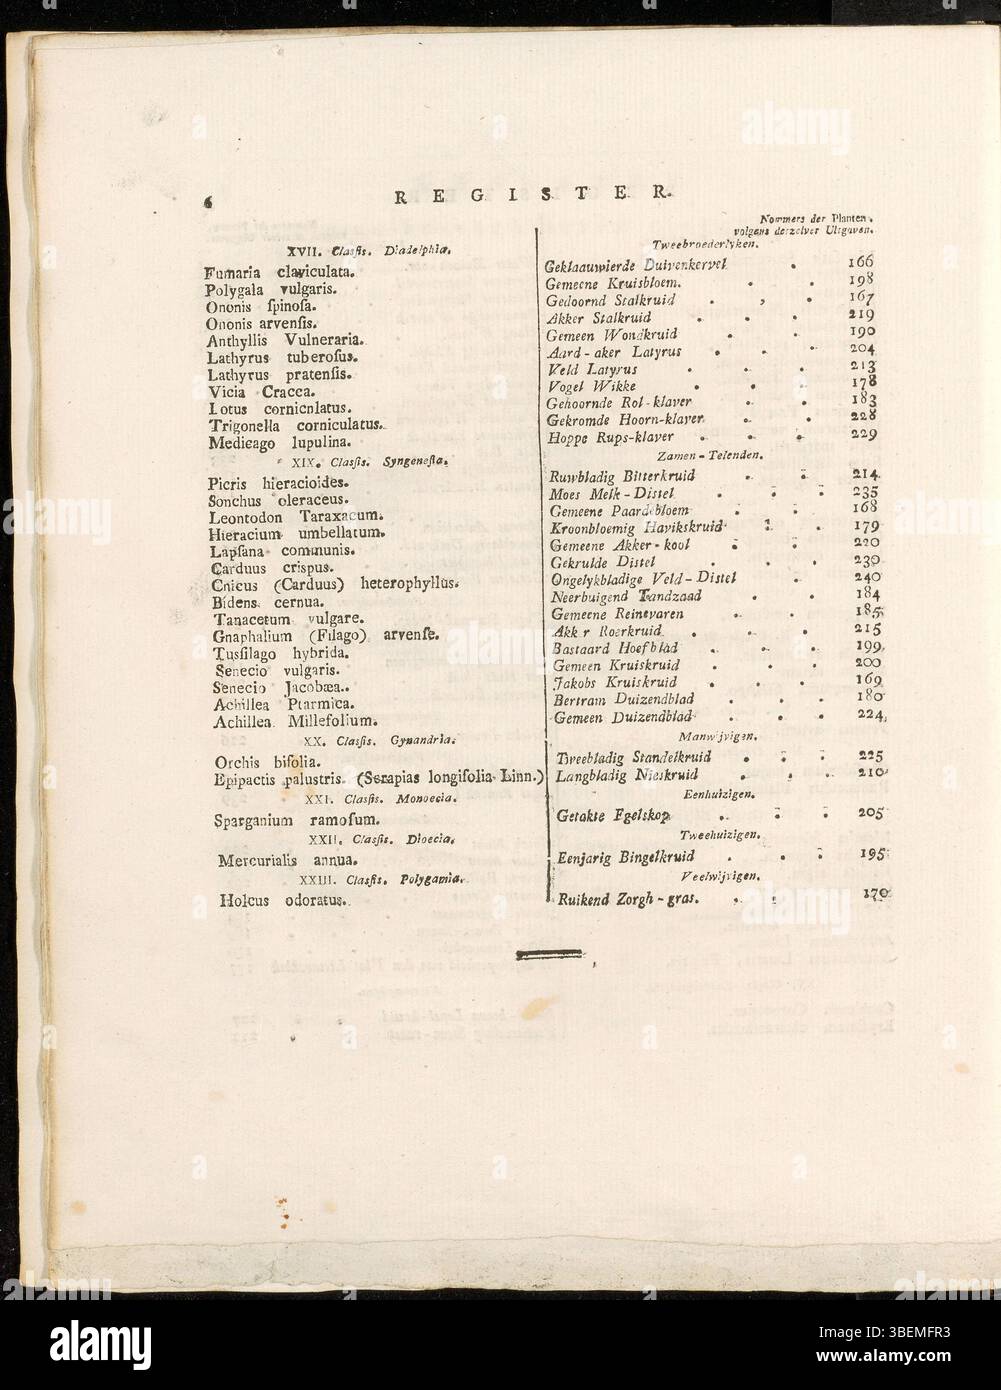 6 REGISTER.
Nommers der Planten,
volgens derzelver Uitgaven.
XVII. Claſſis. Diadelphia. Tweebroederlyken.
Fumaria claviculata. Geklaauwierde Duivenkervel 166
Polygala vulgaris. Gemeene Kruisbloem. 198
Ononis ſpinoſa. Gedoornd Stalkruid 167
Ononis arvenſis. Akker Stalkruid 219
Anthyllis Vulneraria. Gemeen Wondkruid 190
Lathyrus tuberoſus. Aard-aker Latyrus 204
Lathyrus pratenſis. Veld Latyrus 213
Vicia Cracca. Vogel Wikke 178
Lotus cornicnlatus. Gehoornde Rol-klaver 183
Trigonella corniculatus. Gekromde Hoorn-klaver 228
Medicago lupulina. Hoppe Rups-klaver 229
XIX. Claſſis. Syngeneſia. Zamen-Telenden.
Picris hieracioides. Ruwbladig Bitterkruid 214
Sonchus oleraceus. Moes Melk-Distel 235
Leontodon Taraxacum. Gemeene Paardebloem 168
Hieracium umbellatum. Kroonbloemig Havikskruid 179
Lapſana communis. Gemeene Akker-kool 220
Carduus crispus. Gekrulde Distel 239
Cnicus (Carduus) heterophyllus. Ongelykbladige Veld-Distel 240
Bidens cernua. Neerbuigend Tandzaad 184
Tanacetum vulgare. Gemeene Reinevaren 185
Gnaphalium (Filago) arvenſe. Akk r Roerkruid 215
Tusſilago hybrida. Bastaard Hoefblad 199
Senecio vulgaris. Gemeen Kruiskruid 200
Senecio Jacobæa. Jakobs Kruiskruid 169
Achillea Ptarmica. Bertram Duizendblad 180
Achillea Millefolium. Gemeen Duizendblad 224
XX. Claſſis. Gynandria. Manwijvigen.
Orchis bifolia. Tweebladig Standelkruid 225
Epipactis palustris. (Serapias longifolia Linn.) Langbladig Nieskruid 210
XXI. Claſſis. Monoecia. Eenhuizigen.
Sparganium ramoſum. Getakte Egelskop 205
XXII. Claſſis. Dioecia. Tweehuizigen.
Mercurialis annua. Eenjarig Bingelkruid 195
XXIII. Claſſis. Polygamia. Veelwijvigen.
Holcus odoratus. Ruikend Zorgh-gras. 170
alamy
Image ID: 2BEMFR3
www.alamy.com